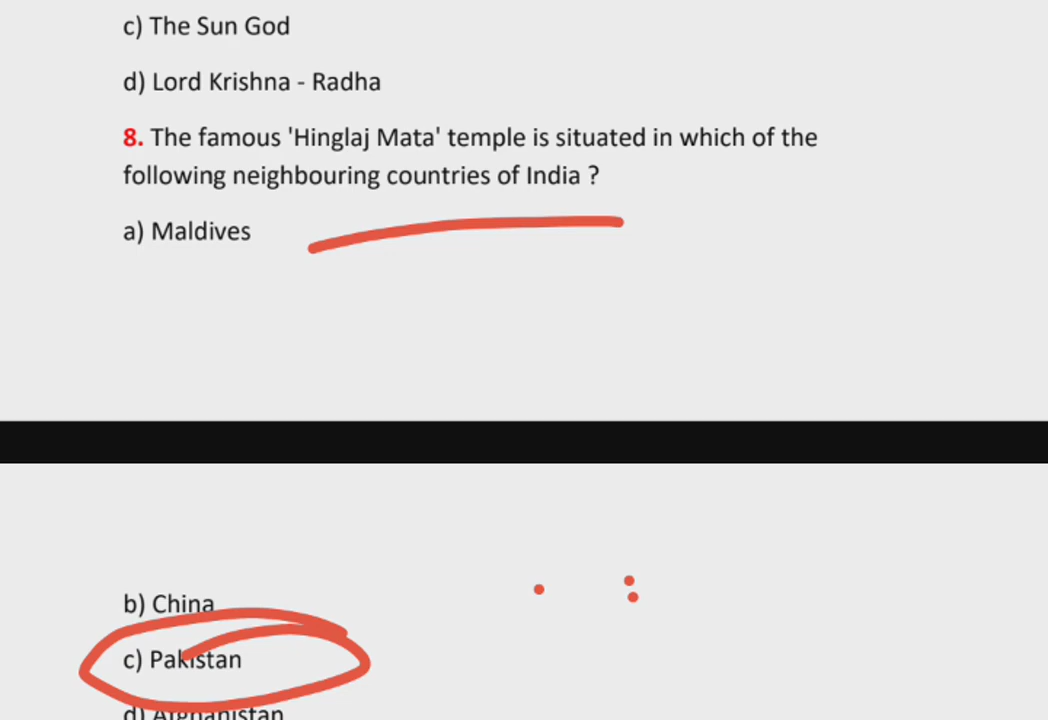 c) The Sun God
d) Lord Krishna - Radha
8. The famous 'Hinglaj Mata' temple is situated in which of the
following neighbouring countries of India ?
a) Maldives
b) China
c) Pakistan
d) Afghanistan